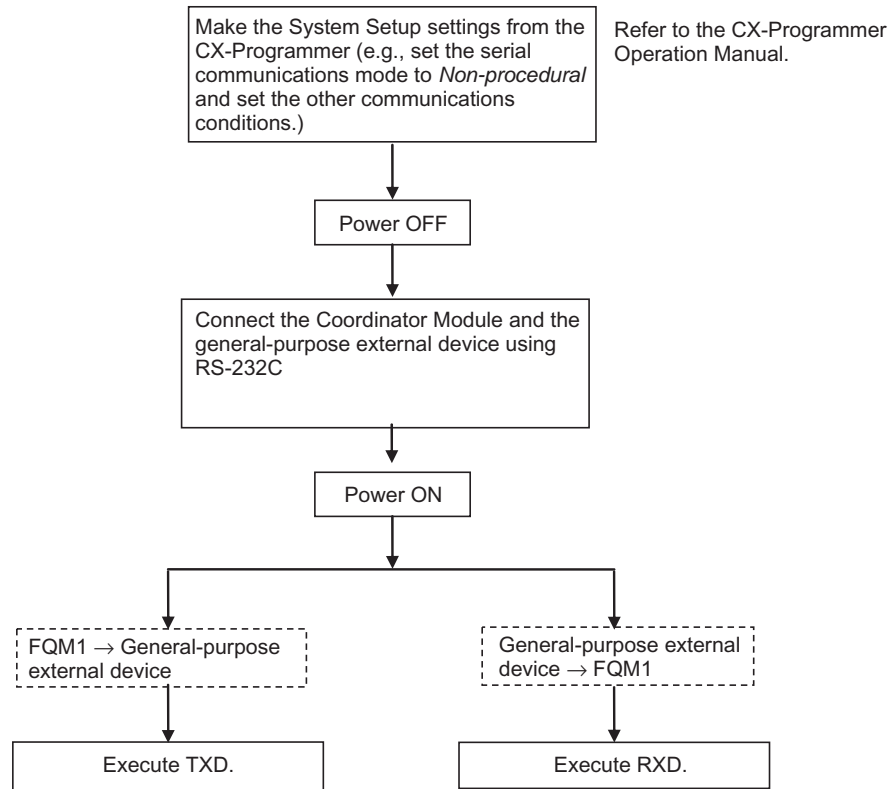 Make the System Setup settings from the
CX-Programmer (e.g., set the serial
communications mode to Non-procedural
and set the other communications
conditions.)
Refer to the CX-Programmer
Operation Manual.
Power OFF
Connect the Coordinator Module and the
general-purpose external device using
RS-232C
Power ON
FQM1 → General-purpose
external device
General-purpose external
device → FQM1
Execute TXD.
Execute RXD.